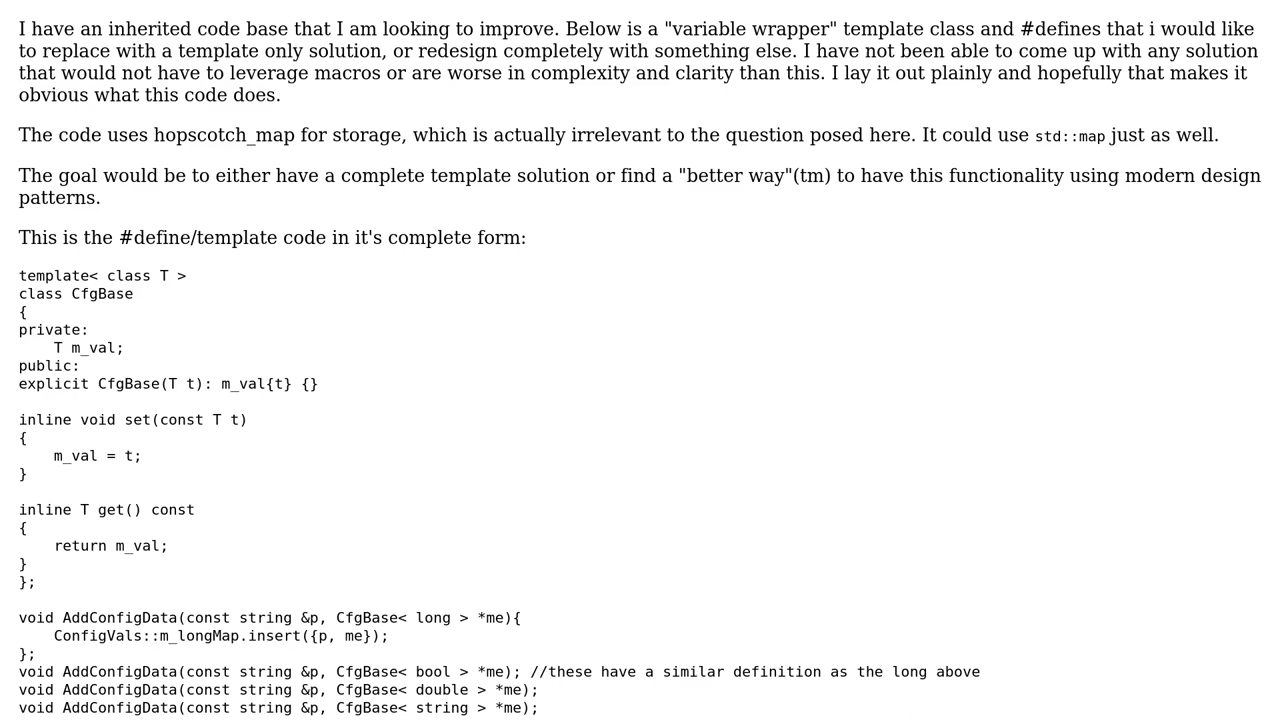 I have an inherited code base that I am looking to improve. Below is a "variable wrapper" template class and #defines that i would like
to replace with a template only solution, or redesign completely with something else. I have not been able to come up with any solution
that would not have to leverage macros or are worse in complexity and clarity than this. I lay it out plainly and hopefully that makes it
obvious what this code does.
The code uses hopscotch_map for storage, which is actually irrelevant to the question posed here. It could use std::map just as well.
The goal would be to either have a complete template solution or find a "better way"(tm) to have this functionality using modern design
patterns.
This is the #define/template code in it's complete form:
template< class T >
class CfgBase
{
private:
    T m_val;
public:
explicit CfgBase(T t): m_val{t} {}

inline void set(const T t)
{
    m_val = t;
}

inline T get() const
{
    return m_val;
}
};

void AddConfigData(const string &p, CfgBase< long > *me){
    ConfigVals::m_longMap.insert({p, me});
};
void AddConfigData(const string &p, CfgBase< bool > *me); //these have a similar definition as the long above
void AddConfigData(const string &p, CfgBase< double > *me);
void AddConfigData(const string &p, CfgBase< string > *me);